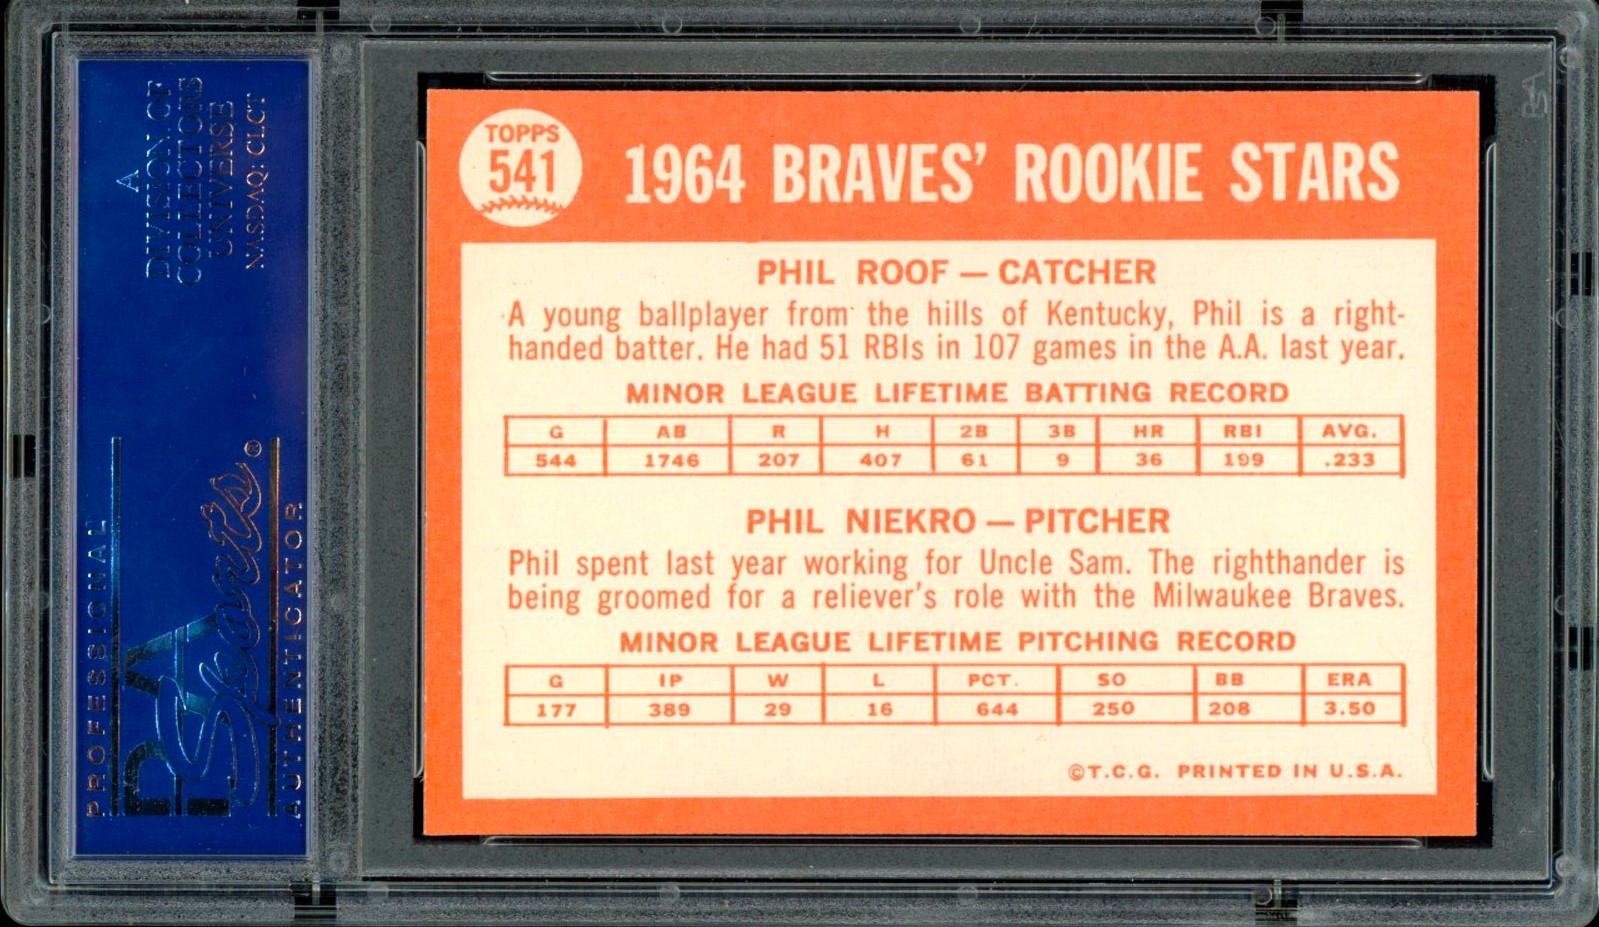 A
DIVISION OF
COLLECTORS
UNIVERSE
NASDAQ: CLCT
PROFESSIONAL
PSA
Sports®
AUTHENTICATOR
TOPPS
541
1964 BRAVES' ROOKIE STARS
PHIL ROOF — CATCHER
A young ballplayer from the hills of Kentucky, Phil is a right-
handed batter. He had 51 RBIs in 107 games in the A.A. last year.
MINOR LEAGUE LIFETIME BATTING RECORD
G AB R H 2B 3B HR RBI AVG.
544 1746 207 407 61 9 36 199 .233
PHIL NIEKRO — PITCHER
Phil spent last year working for Uncle Sam. The righthander is
being groomed for a reliever's role with the Milwaukee Braves.
MINOR LEAGUE LIFETIME PITCHING RECORD
G IP W L PCT. SO BB ERA
177 389 29 16 644 250 208 3.50
©T.C.G. PRINTED IN U.S.A.
PSA